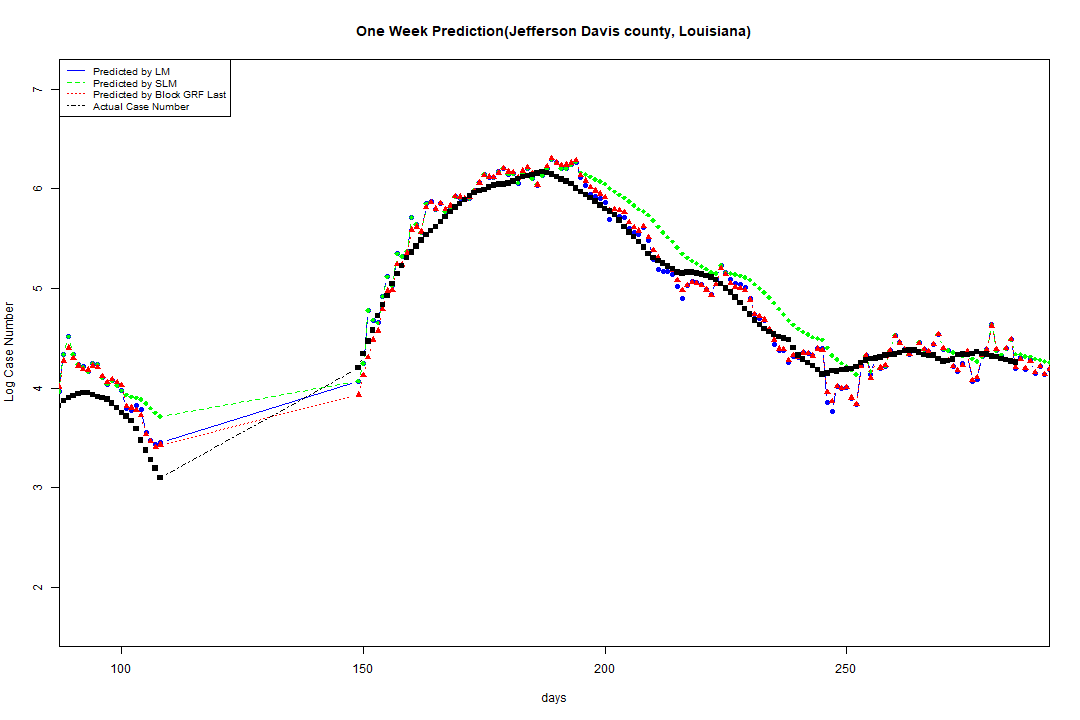 One Week Prediction(Jefferson Davis county, Louisiana)
Predicted by LM
Predicted by SLM
Predicted by Block GRF Last
Actual Case Number
7
6
5
4
3
2
Log Case Number
100
150
200
250
days